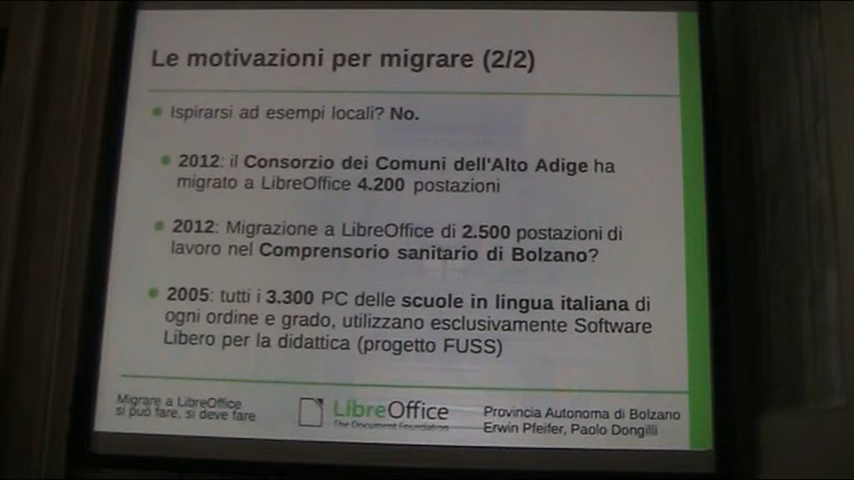 Le motivazioni per migrare (2/2)
Ispirarsi ad esempi locali? No.
2012: il Consorzio dei Comuni dell'Alto Adige ha
migrato a LibreOffice 4.200 postazioni
2012: Migrazione a LibreOffice di 2.500 postazioni di
lavoro nel Comprensorio sanitario di Bolzano?
2005: tutti i 3.300 PC delle scuole in lingua italiana di
ogni ordine e grado, utilizzano esclusivamente Software
Libero per la didattica (progetto FUSS)
Migrare a LibreOffice
si può fare, si deve fare
LibreOffice
The Document Foundation
Provincia Autonoma di Bolzano
Erwin Pfeifer, Paolo Dongilli